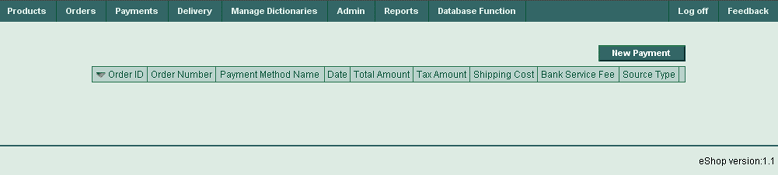 Products Orders Payments Delivery Manage Dictionaries Admin Reports Database Function Log off Feedback
New Payment
Order ID Order Number Payment Method Name Date Total Amount Tax Amount Shipping Cost Bank Service Fee Source Type
eShop version:1.1